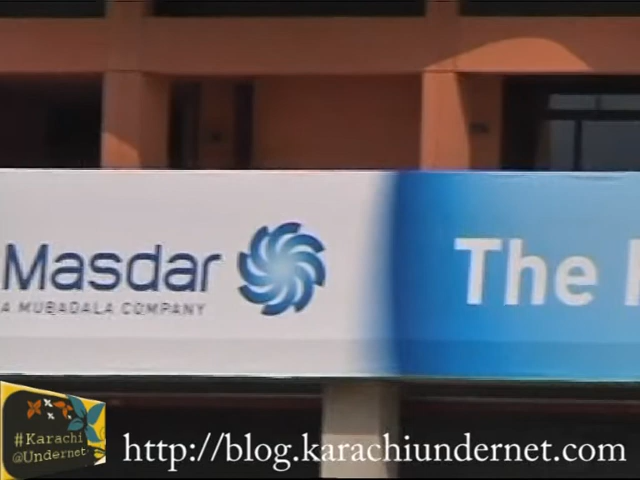 Masdar
A MUBADALA COMPANY
The
#Karachi
@Undernet
http://blog.karachiundernet.com